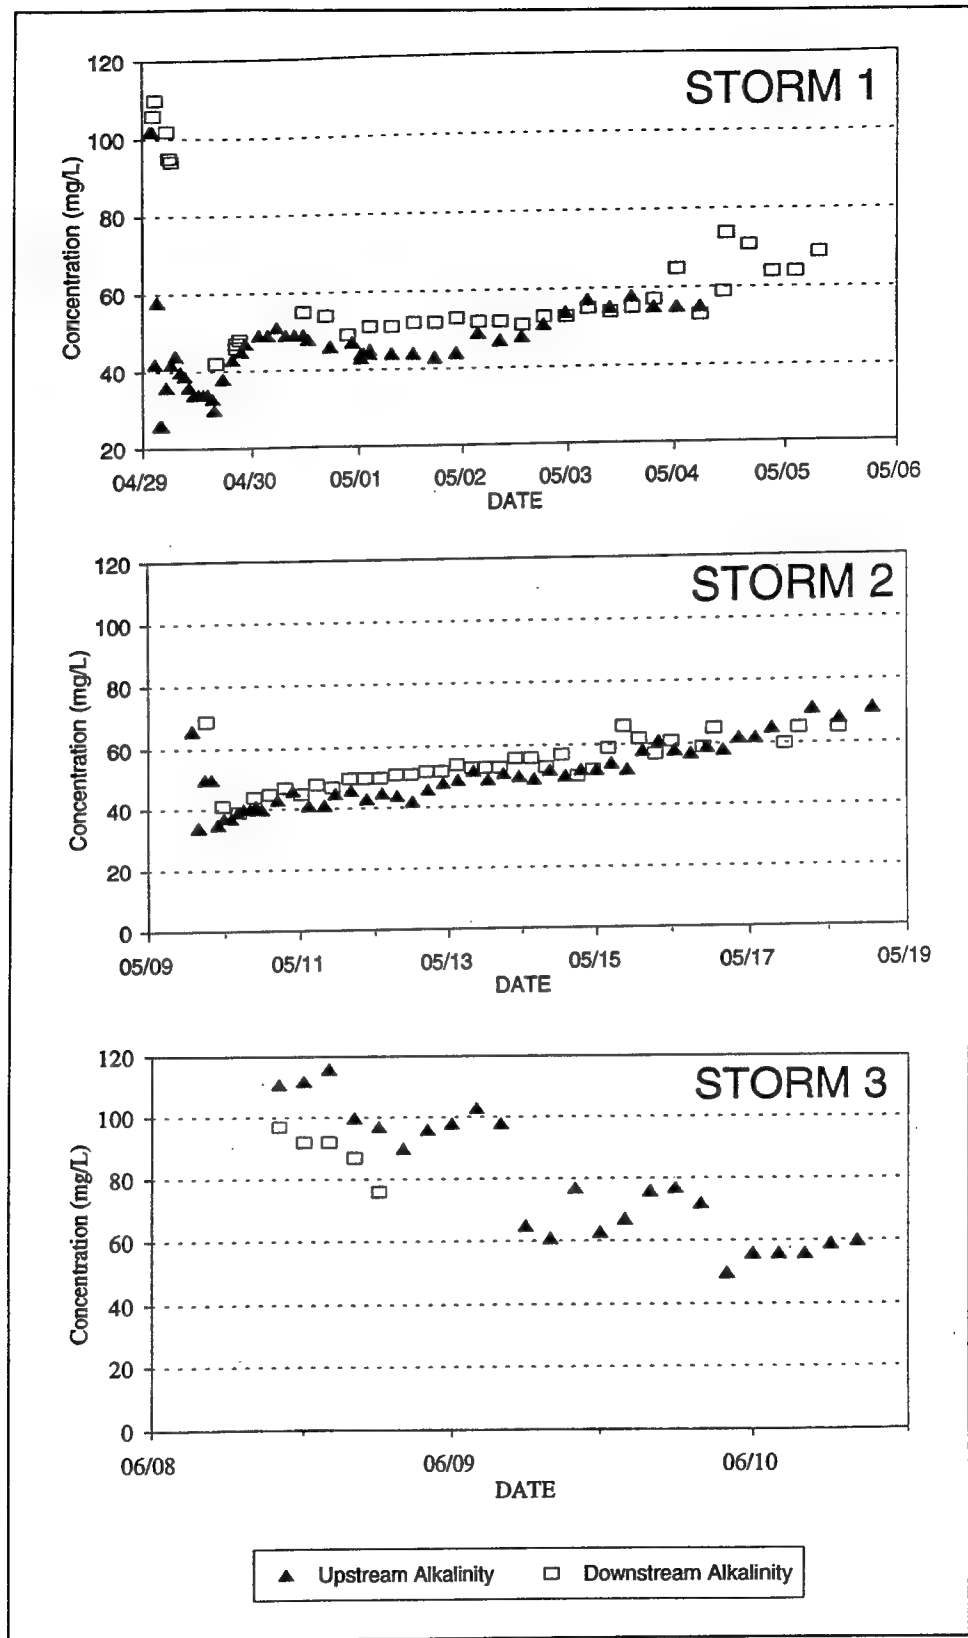 STORM 1
120
100
80
60
40
20
Concentration (mg/L)
04/29 04/30 05/01 05/02 05/03 05/04 05/05 05/06
DATE
STORM 2
120
100
80
60
40
20
0
Concentration (mg/L)
05/09 05/11 05/13 05/15 05/17 05/19
DATE
STORM 3
120
100
80
60
40
20
0
Concentration (mg/L)
06/08 06/09 06/10
DATE
Upstream Alkalinity Downstream Alkalinity